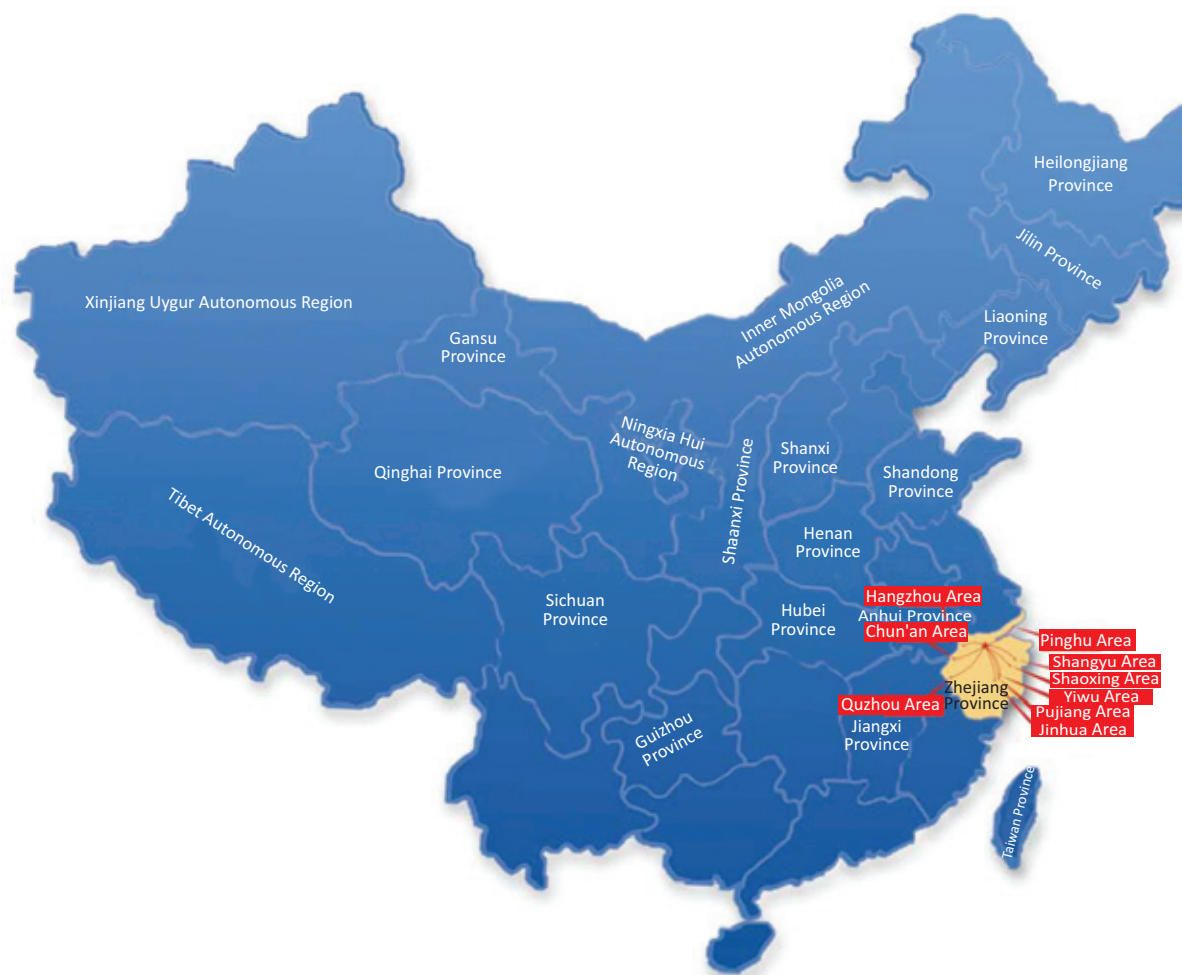 Heilongjiang
Province
Jilin Province
Xinjiang Uygur Autonomous Region
Inner Mongolia
Autonomous Region
Liaoning
Province
Gansu
Province
Ningxia Hui
Autonomous
Region
Shaanxi Province
Shanxi
Province
Shandong
Province
Qinghai Province
Tibet Autonomous Region
Henan
Province
Sichuan
Province
Hubei
Province
Hangzhou Area
Anhui Province
Chun'an Area
Pinghu Area
Shangyu Area
Shaoxing Area
Yiwu Area
Pujiang Area
Jinhua Area
Zhejiang
Province
Quzhou Area
Jiangxi
Province
Guizhou
Province
Taiwan Province